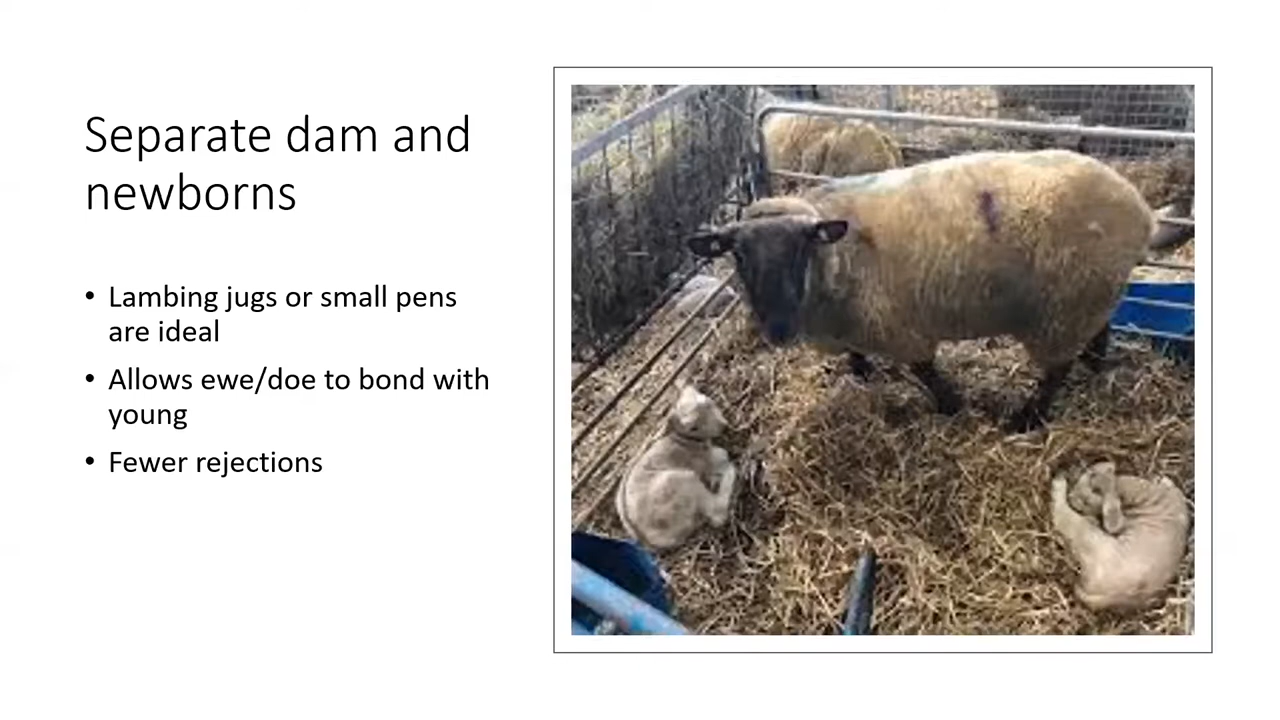 Separate dam and
newborns
• Lambing jugs or small pens
are ideal
• Allows ewe/doe to bond with
young
• Fewer rejections